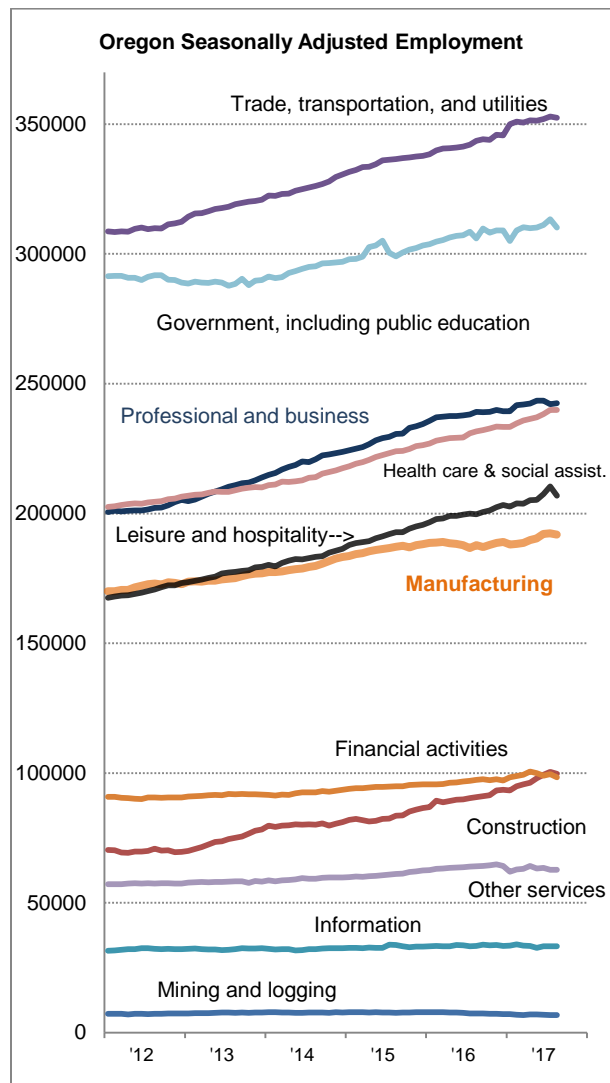 Oregon Seasonally Adjusted Employment
Trade, transportation, and utilities
350000
300000
Government, including public education
250000
Professional and business
Health care & social assist.
200000
Leisure and hospitality-->
Manufacturing
150000
Financial activities
100000
Construction
Other services
50000
Information
Mining and logging
0
'12 '13 '14 '15 '16 '17